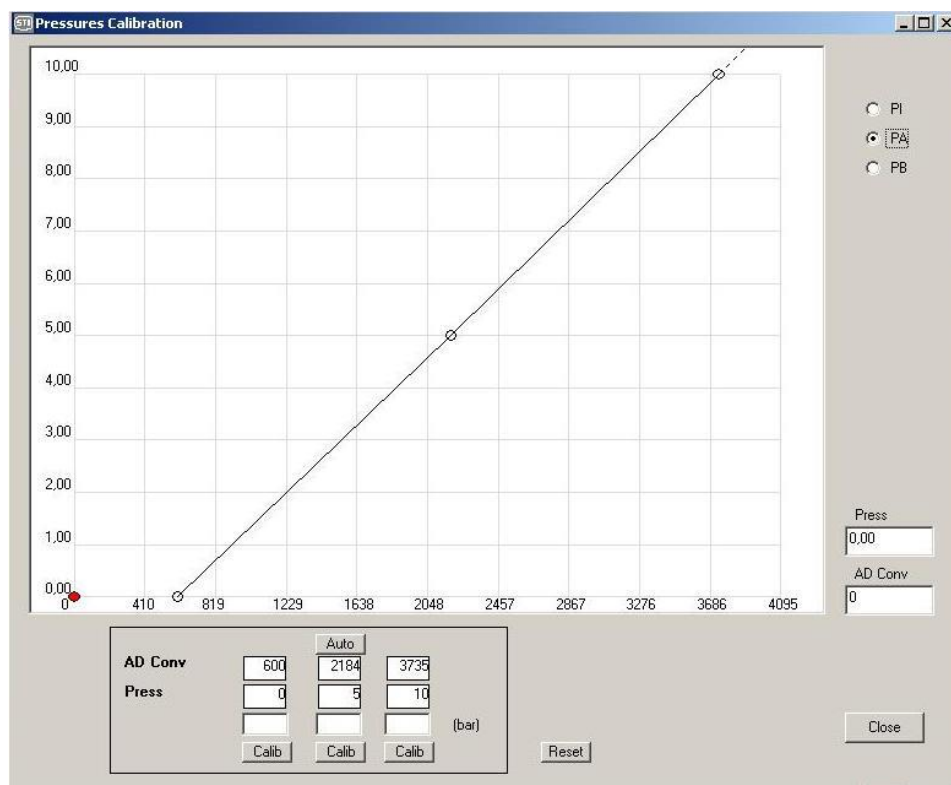 STI Pressures Calibration
10,00
9,00
8,00
7,00
6,00
5,00
4,00
3,00
2,00
1,00
0,00
0 410 819 1229 1638 2048 2457 2867 3276 3686 4095
PI
PA
PB
Press
0,00
AD Conv
0
Auto
AD Conv 600 2184 3735
Press 0 5 10
(bar)
Calib Calib Calib
Reset
Close